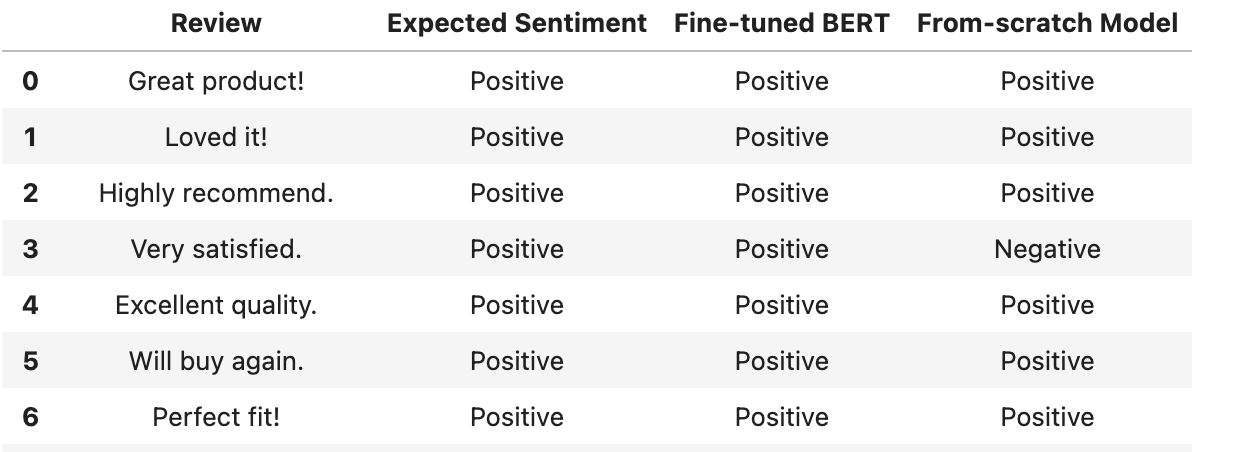 Review Expected Sentiment Fine-tuned BERT From-scratch Model
0 Great product! Positive Positive Positive
1 Loved it! Positive Positive Positive
2 Highly recommend. Positive Positive Positive
3 Very satisfied. Positive Positive Negative
4 Excellent quality. Positive Positive Positive
5 Will buy again. Positive Positive Positive
6 Perfect fit! Positive Positive Positive